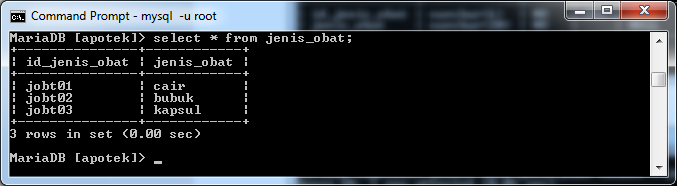 Command Prompt - mysql -u root
MariaDB [apotek]> select * from jenis_obat;
+---------------+------------+
| id_jenis_obat | jenis_obat |
+---------------+------------+
| jobt01        | cair       |
| jobt02        | bubuk      |
| jobt03        | kapsul     |
+---------------+------------+
3 rows in set (0.00 sec)
MariaDB [apotek]> _